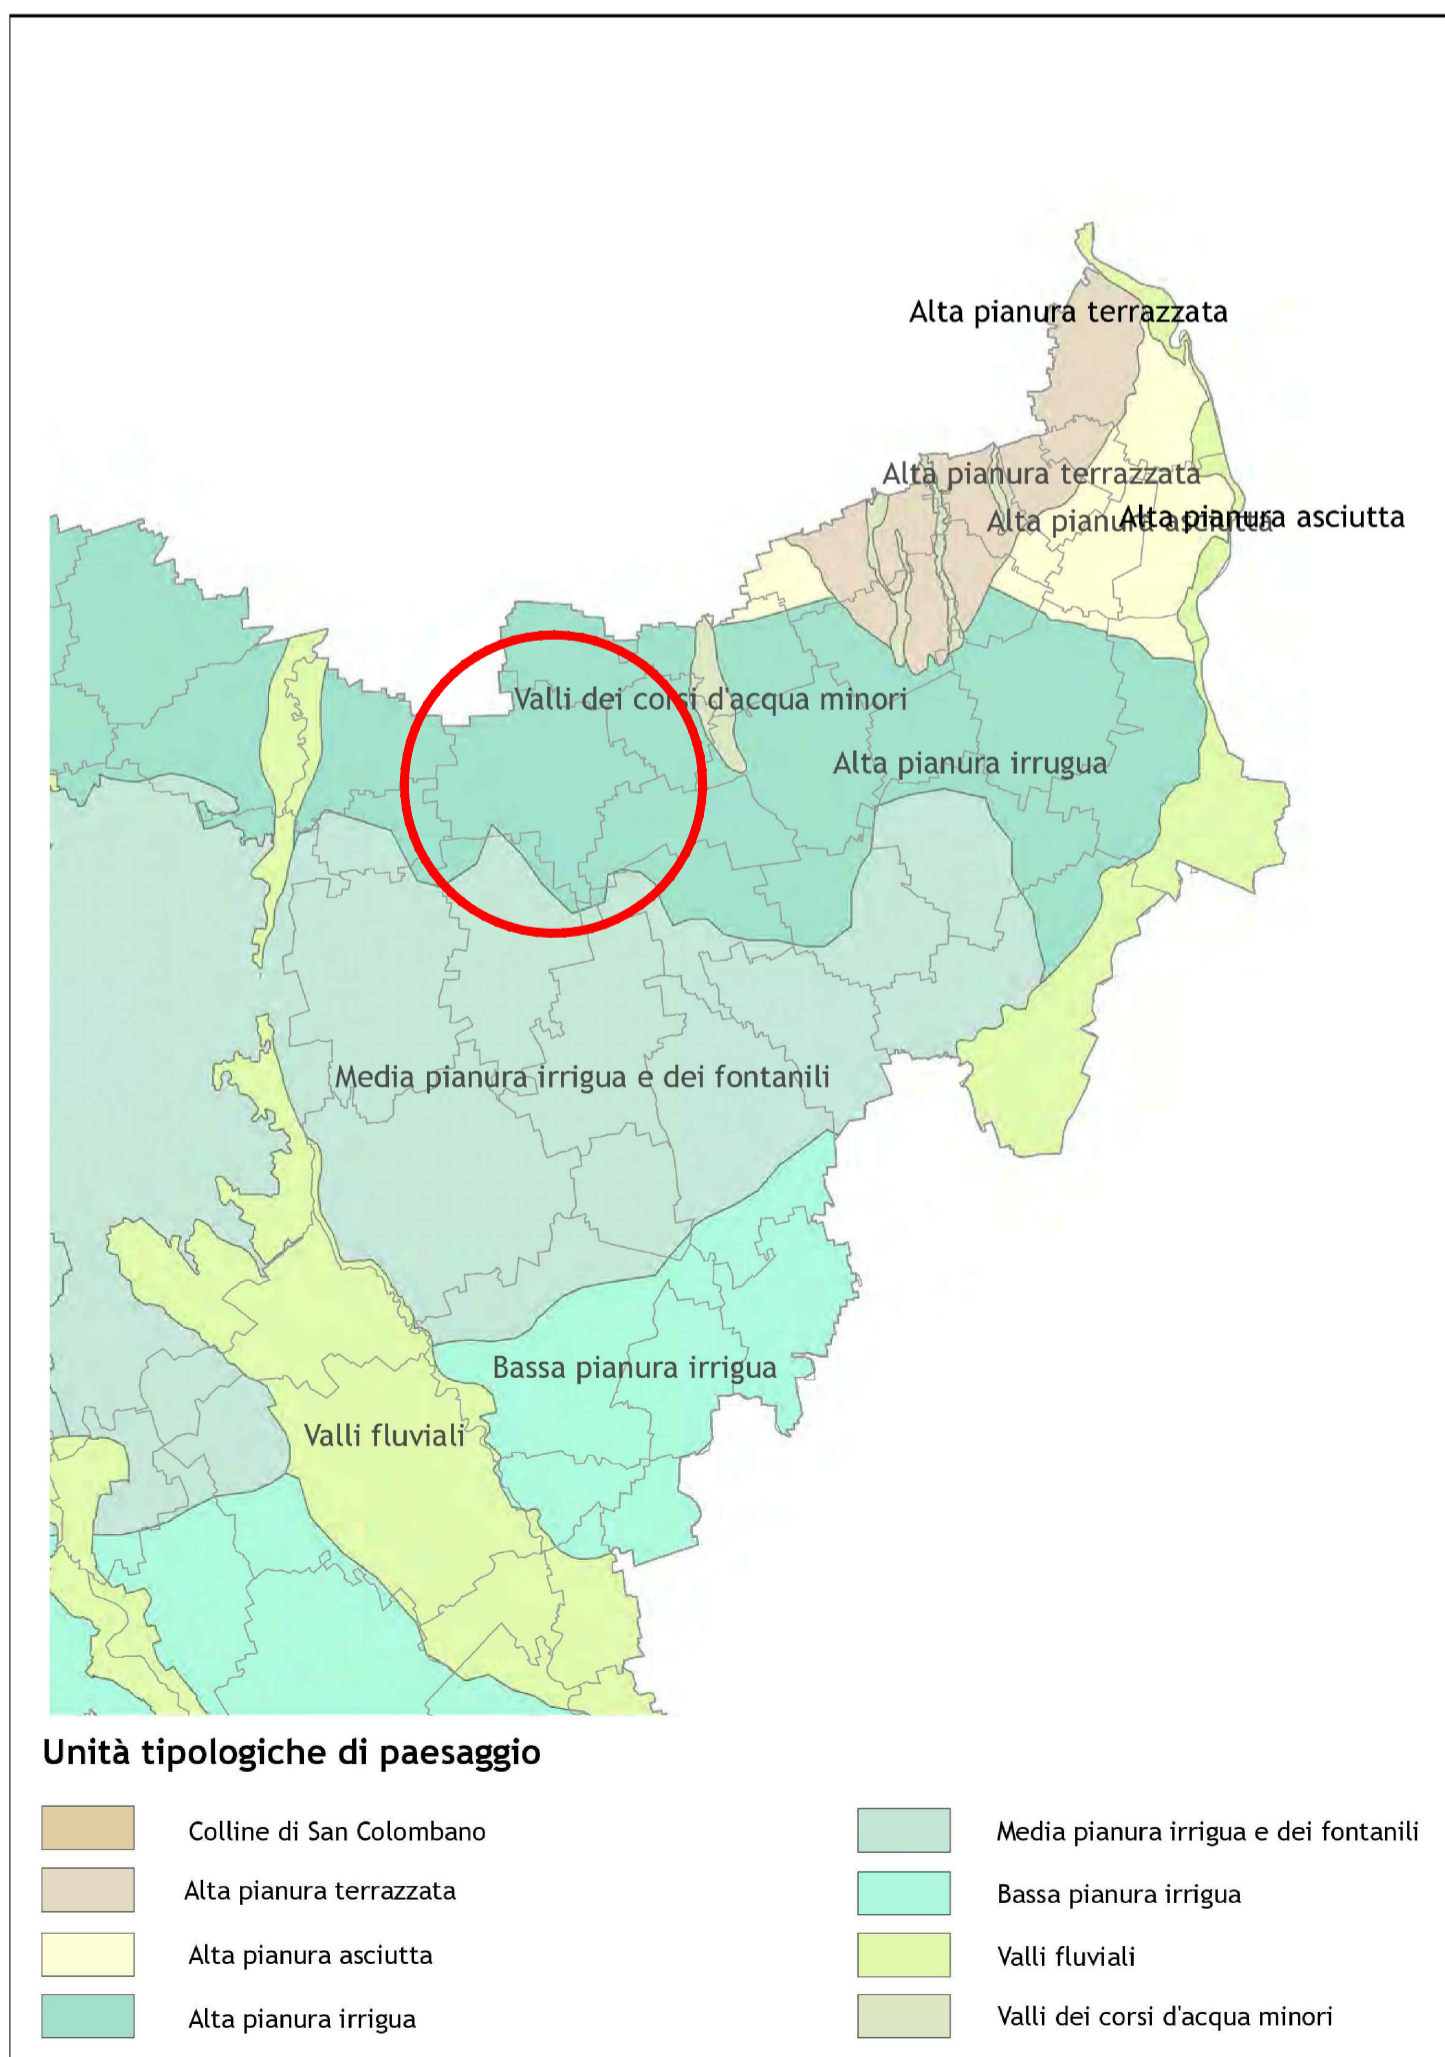 Alta pianura terrazzata
Alta pianura terrazzata
Alta pianura asciutta
Alta pianura asciutta
Valli dei corsi d'acqua minori
Alta pianura irrugua
Media pianura irrigua e dei fontanili
Bassa pianura irrigua
Valli fluviali
Unità tipologiche di paesaggio
Colline di San Colombano
Alta pianura terrazzata
Alta pianura asciutta
Alta pianura irrigua
Media pianura irrigua e dei fontanili
Bassa pianura irrigua
Valli fluviali
Valli dei corsi d'acqua minori